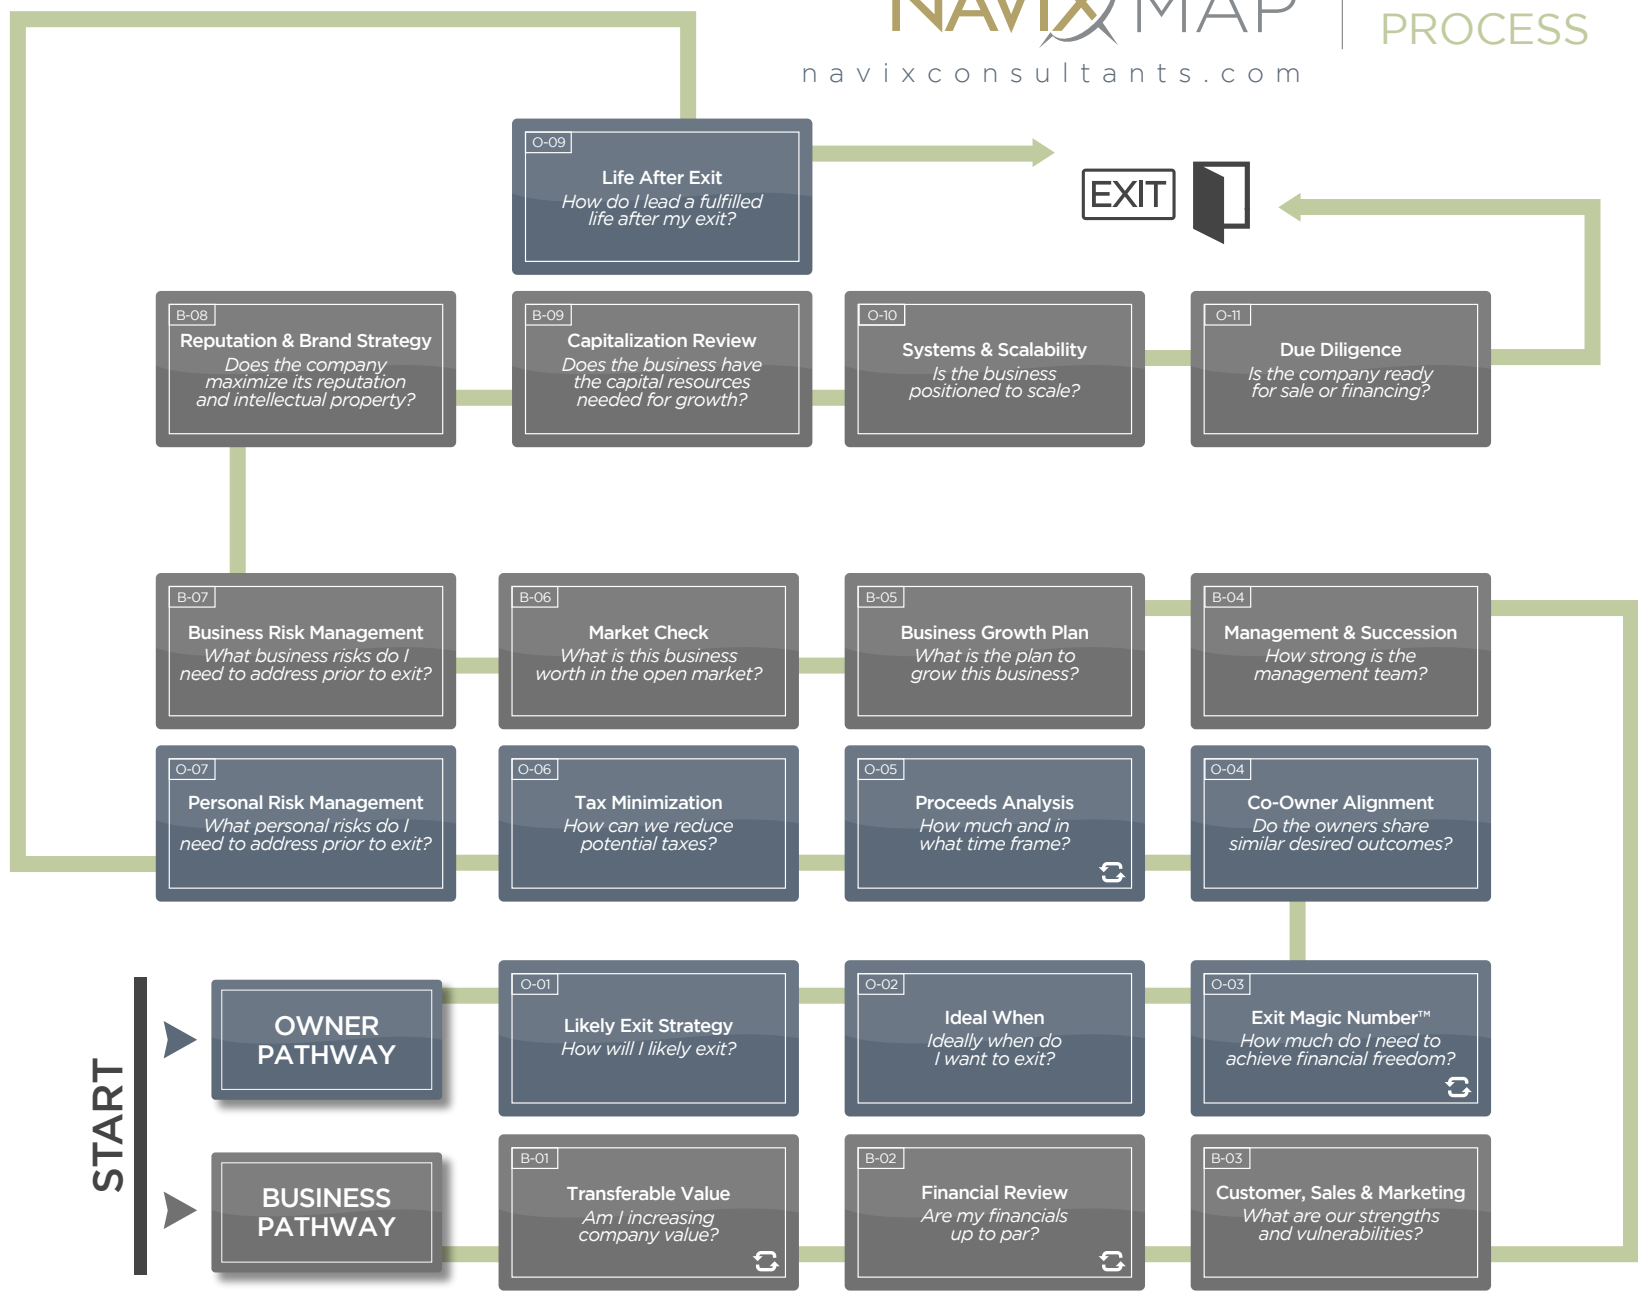 NAVIX MAP
PROCESS
navixconsultants.com
O-09
Life After Exit
How do I lead a fulfilled
life after my exit?
EXIT
B-08
Reputation & Brand Strategy
Does the company
maximize its reputation
and intellectual property?
B-09
Capitalization Review
Does the business have
the capital resources
needed for growth?
O-10
Systems & Scalability
Is the business
positioned to scale?
O-11
Due Diligence
Is the company ready
for sale or financing?
B-07
Business Risk Management
What business risks do I
need to address prior to exit?
B-06
Market Check
What is this business
worth in the open market?
B-05
Business Growth Plan
What is the plan to
grow this business?
B-04
Management & Succession
How strong is the
management team?
O-07
Personal Risk Management
What personal risks do I
need to address prior to exit?
O-06
Tax Minimization
How can we reduce
potential taxes?
O-05
Proceeds Analysis
How much and in
what time frame?
O-04
Co-Owner Alignment
Do the owners share
similar desired outcomes?
START
OWNER
PATHWAY
O-01
Likely Exit Strategy
How will I likely exit?
O-02
Ideal When
Ideally when do
I want to exit?
O-03
Exit Magic Number™
How much do I need to
achieve financial freedom?
BUSINESS
PATHWAY
B-01
Transferable Value
Am I increasing
company value?
B-02
Financial Review
Are my financials
up to par?
B-03
Customer, Sales & Marketing
What are our strengths
and vulnerabilities?